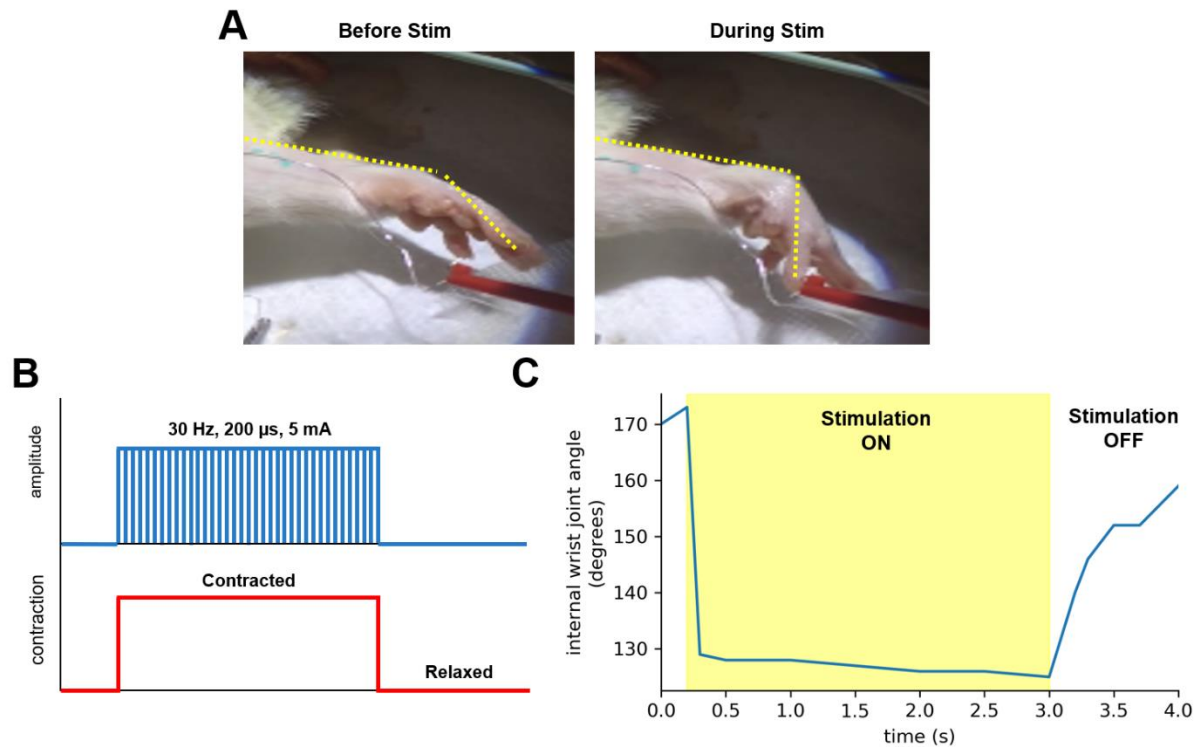 A
Before Stim
During Stim
B
30 Hz, 200 μs, 5 mA
amplitude
Contracted
contraction
Relaxed
C
Stimulation
ON
Stimulation
OFF
internal wrist joint angle
(degrees)
170
160
150
140
130
0.0 0.5 1.0 1.5 2.0 2.5 3.0 3.5 4.0
time (s)